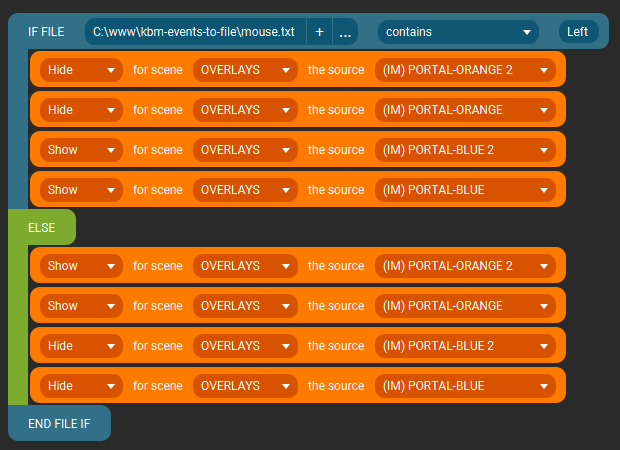 IF FILE C:\www\kbm-events-to-file\mouse.txt + ... contains Left
Hide for scene OVERLAYS the source (IM) PORTAL-ORANGE 2
Hide for scene OVERLAYS the source (IM) PORTAL-ORANGE
Show for scene OVERLAYS the source (IM) PORTAL-BLUE 2
Show for scene OVERLAYS the source (IM) PORTAL-BLUE
ELSE
Show for scene OVERLAYS the source (IM) PORTAL-ORANGE 2
Show for scene OVERLAYS the source (IM) PORTAL-ORANGE
Hide for scene OVERLAYS the source (IM) PORTAL-BLUE 2
Hide for scene OVERLAYS the source (IM) PORTAL-BLUE
END FILE IF